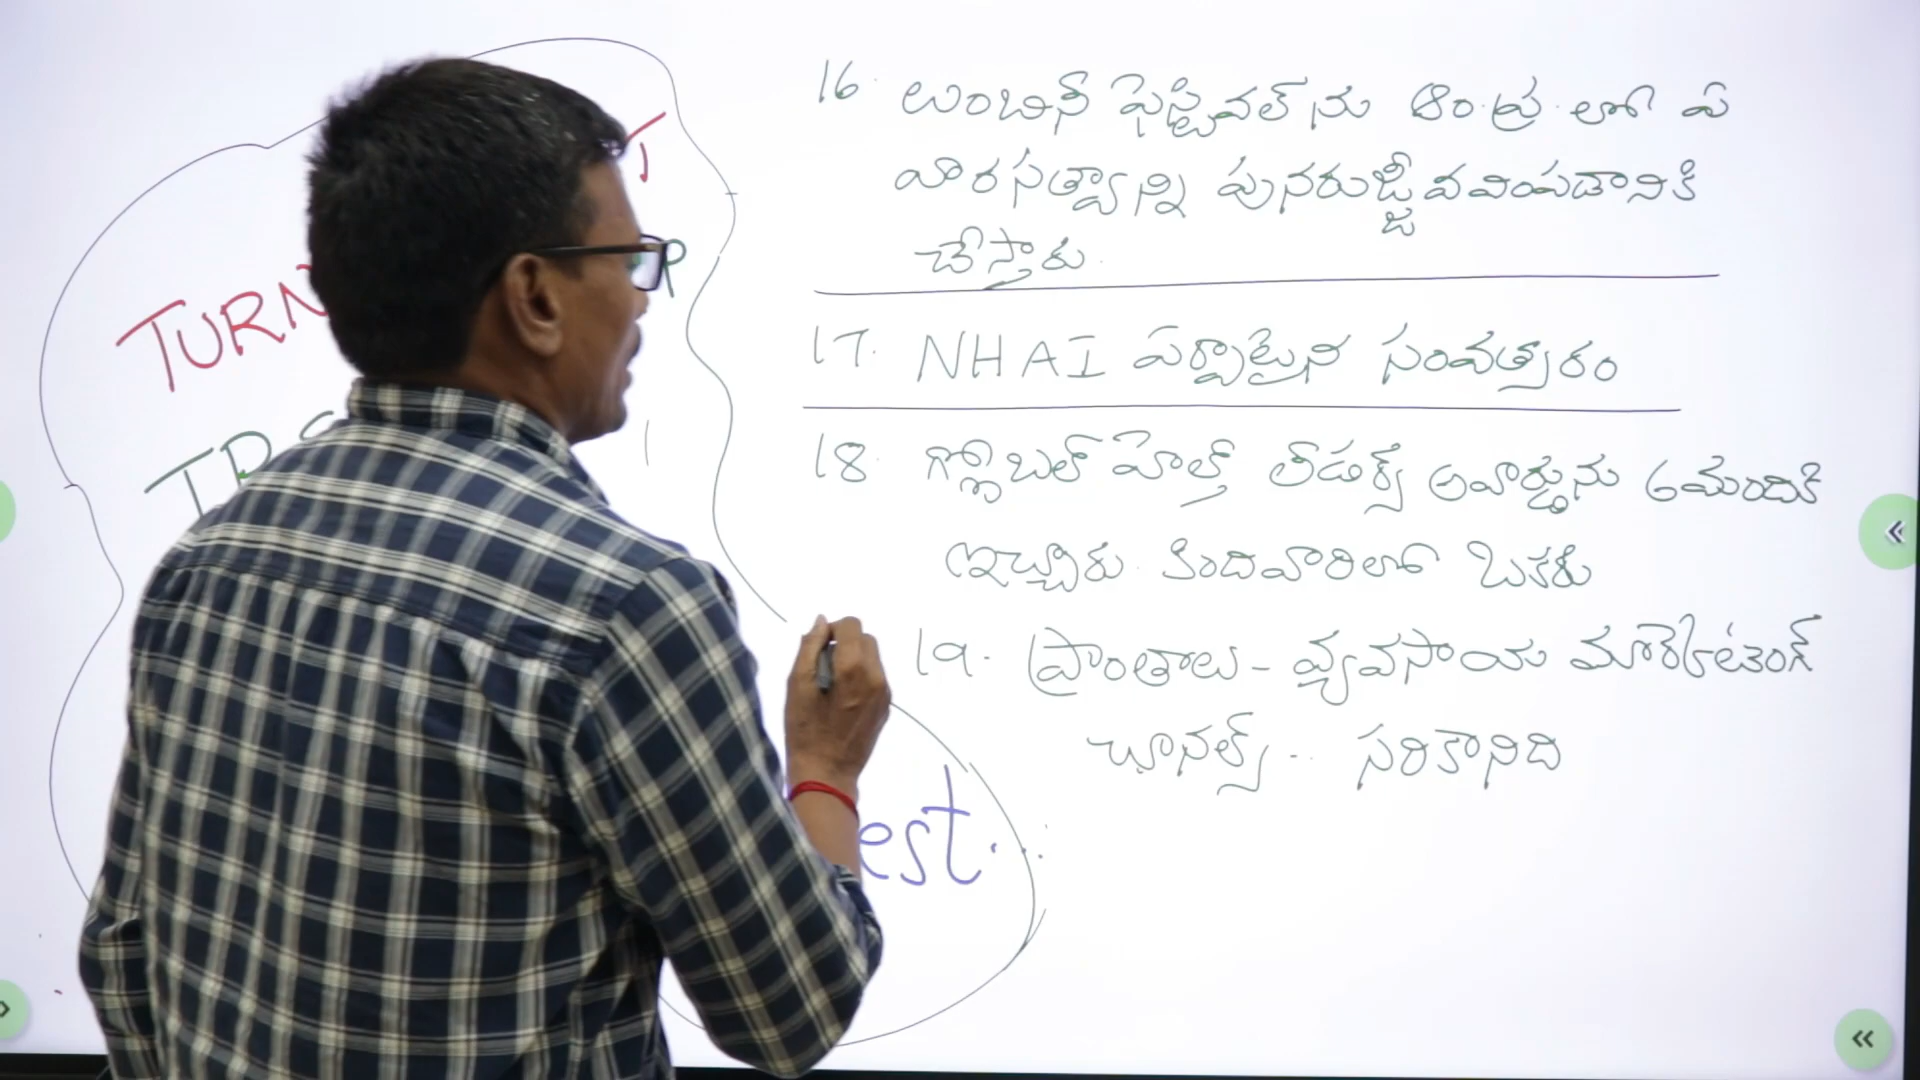 TURN
est...
16. లుంబిని ఫెస్టివల్ ను ఆం.ప్ర. లో ఏ
వారసత్వాన్ని పునరుజ్జీవవింపడానికి
చేస్తారు.
17. NHAI ఏర్పాటైన సంవత్సరం
18. గ్లోబల్ హెల్త్ లీడర్స్ అవార్డును 6మందికి
ఇచ్చారు. కిందివారిలో ఒకరు
19. ప్రాంతాలు - వ్యవసాయ మార్కెటింగ్
చానల్స్.. సరికానిది